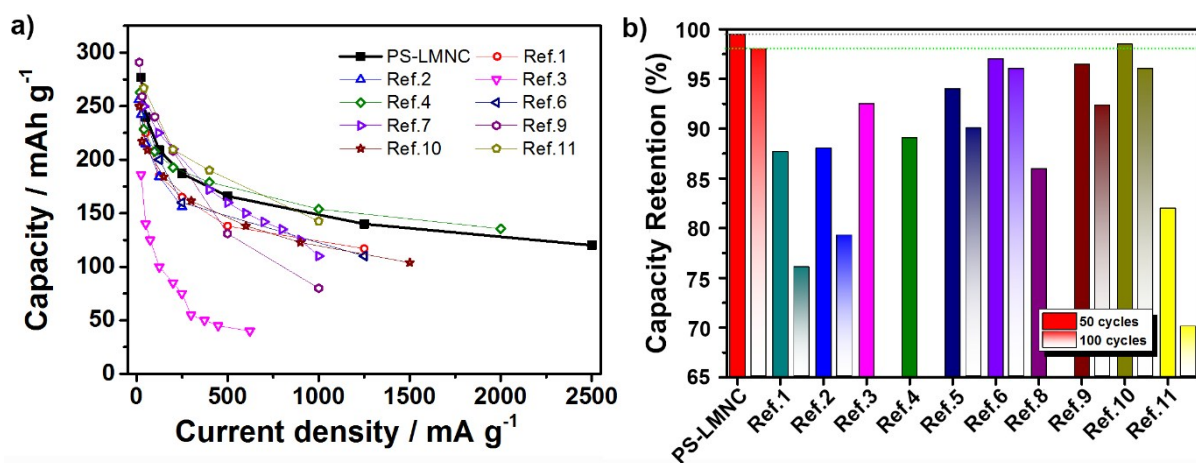 a)
Capacity / mAh g⁻¹
300
250
200
150
100
50
0
PS-LMNC
Ref.1
Ref.2
Ref.3
Ref.4
Ref.6
Ref.7
Ref.9
Ref.10
Ref.11
0 500 1000 1500 2000 2500
Current density / mA g⁻¹
b)
Capacity Retention (%)
100
95
90
85
80
75
70
65
50 cycles
100 cycles
PS-LMNC Ref.1 Ref.2 Ref.3 Ref.4 Ref.5 Ref.6 Ref.8 Ref.9 Ref.10 Ref.11